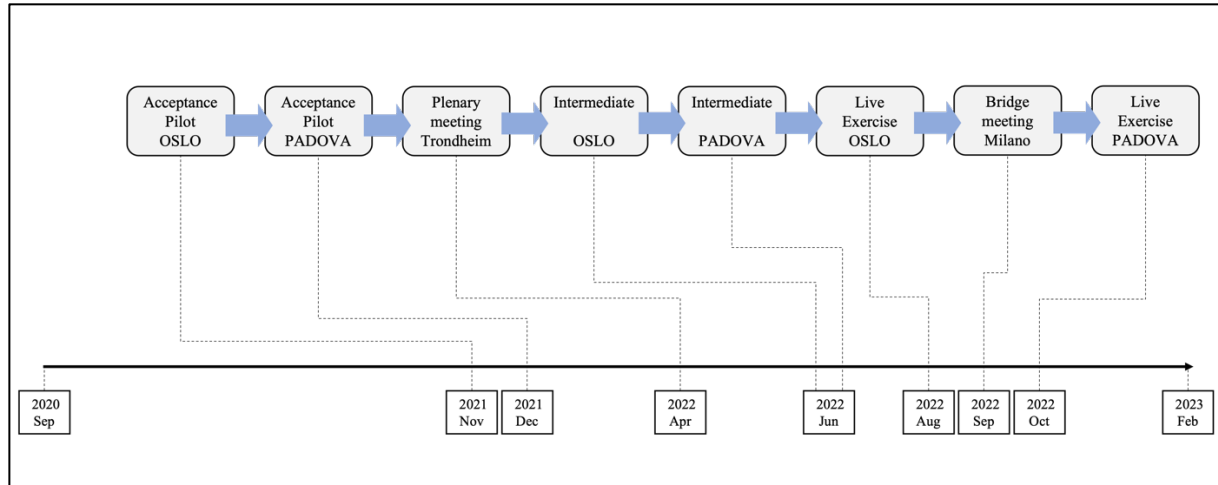 Acceptance
Pilot
OSLO
Acceptance
Pilot
PADOVA
Plenary
meeting
Trondheim
Intermediate
OSLO
Intermediate
PADOVA
Live
Exercise
OSLO
Bridge
meeting
Milano
Live
Exercise
PADOVA
2020
Sep
2021
Nov
2021
Dec
2022
Apr
2022
Jun
2022
Aug
2022
Sep
2022
Oct
2023
Feb